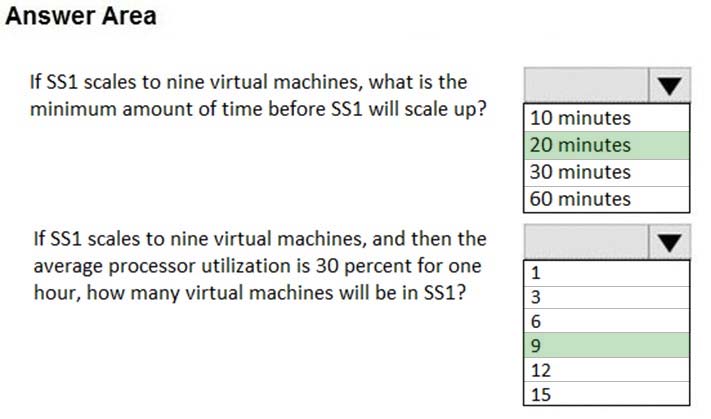 Answer Area
If SS1 scales to nine virtual machines, what is the
minimum amount of time before SS1 will scale up?
10 minutes
20 minutes
30 minutes
60 minutes
If SS1 scales to nine virtual machines, and then the
average processor utilization is 30 percent for one
hour, how many virtual machines will be in SS1?
1
3
6
9
12
15